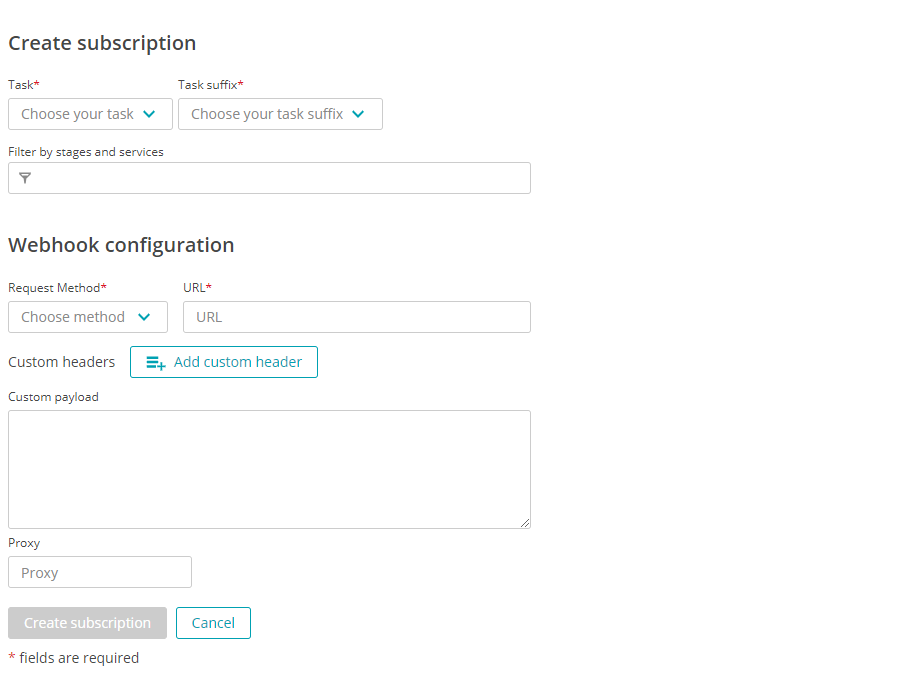 Create subscription
Task* Task suffix*
Choose your task Choose your task suffix
Filter by stages and services
Webhook configuration
Request Method* URL*
Choose method URL
Custom headers Add custom header
Custom payload
Proxy
Proxy
Create subscription Cancel
* fields are required